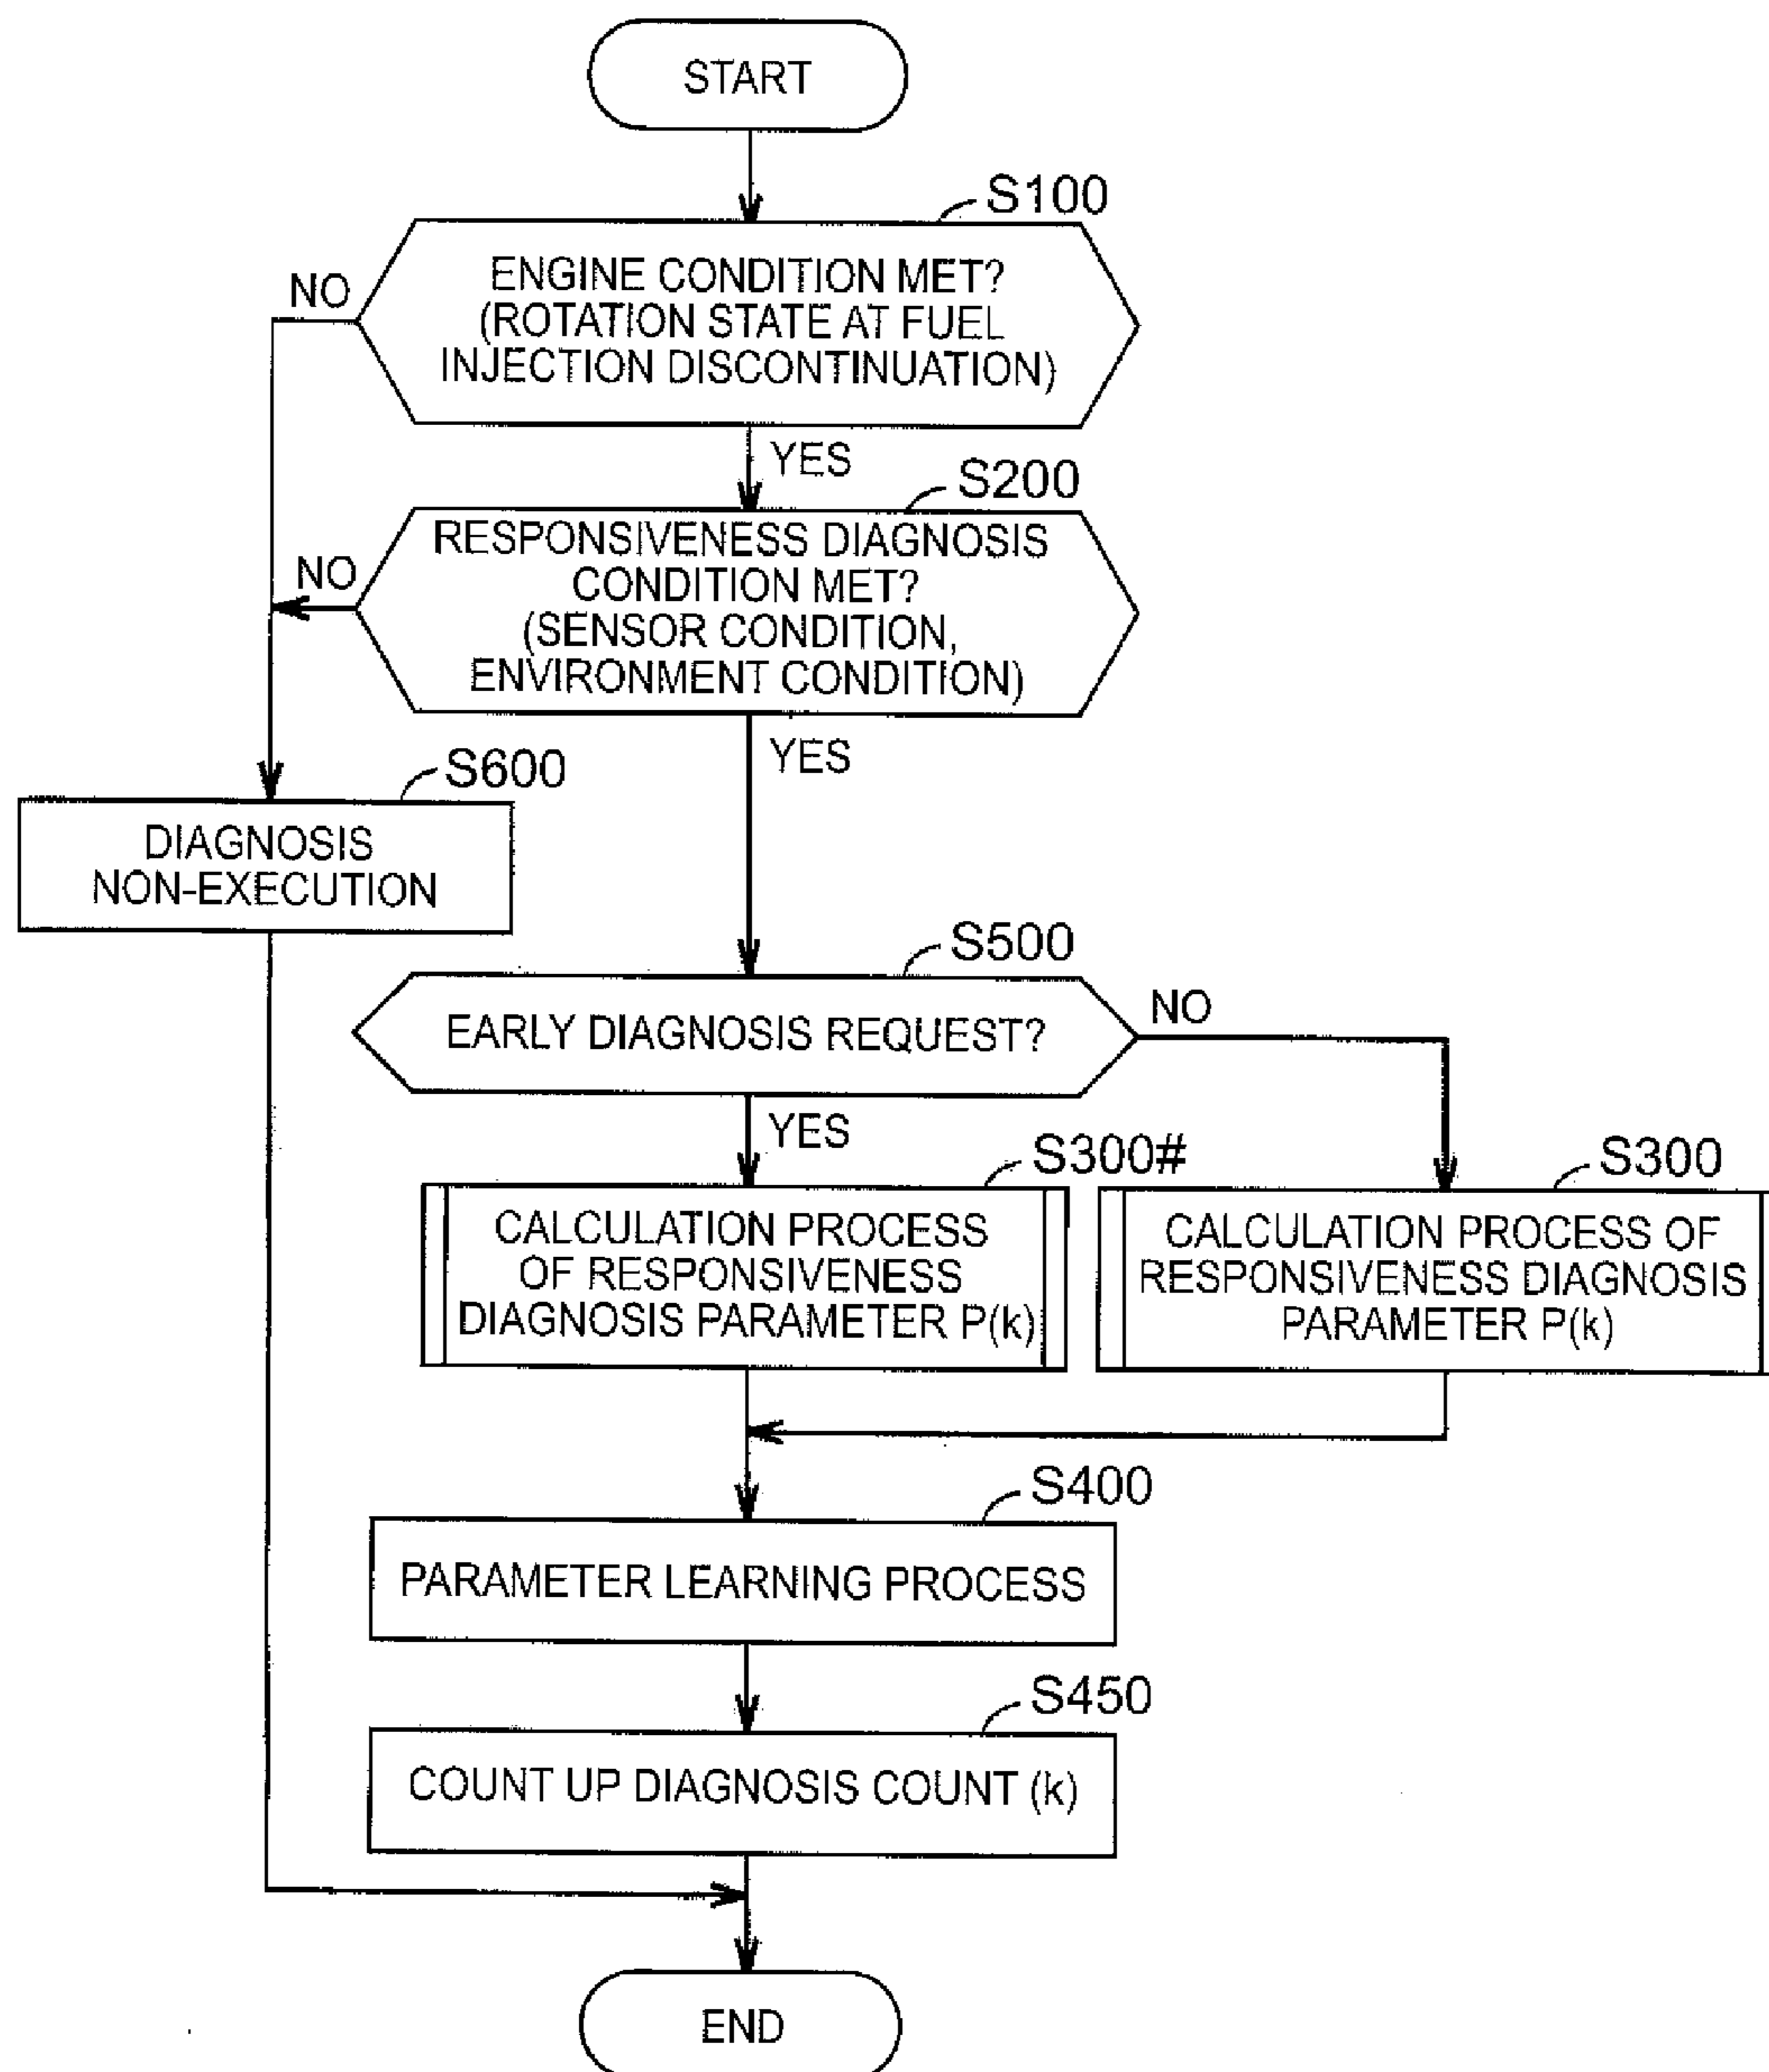 START
S100
ENGINE CONDITION MET?
(ROTATION STATE AT FUEL
INJECTION DISCONTINUATION)
NO
YES
S200
RESPONSIVENESS DIAGNOSIS
CONDITION MET?
(SENSOR CONDITION,
ENVIRONMENT CONDITION)
NO
YES
S600
DIAGNOSIS
NON-EXECUTION
S500
EARLY DIAGNOSIS REQUEST?
NO
YES
S300#
CALCULATION PROCESS
OF RESPONSIVENESS
DIAGNOSIS PARAMETER P(k)
S300
CALCULATION PROCESS OF
RESPONSIVENESS DIAGNOSIS
PARAMETER P(k)
S400
PARAMETER LEARNING PROCESS
S450
COUNT UP DIAGNOSIS COUNT (k)
END